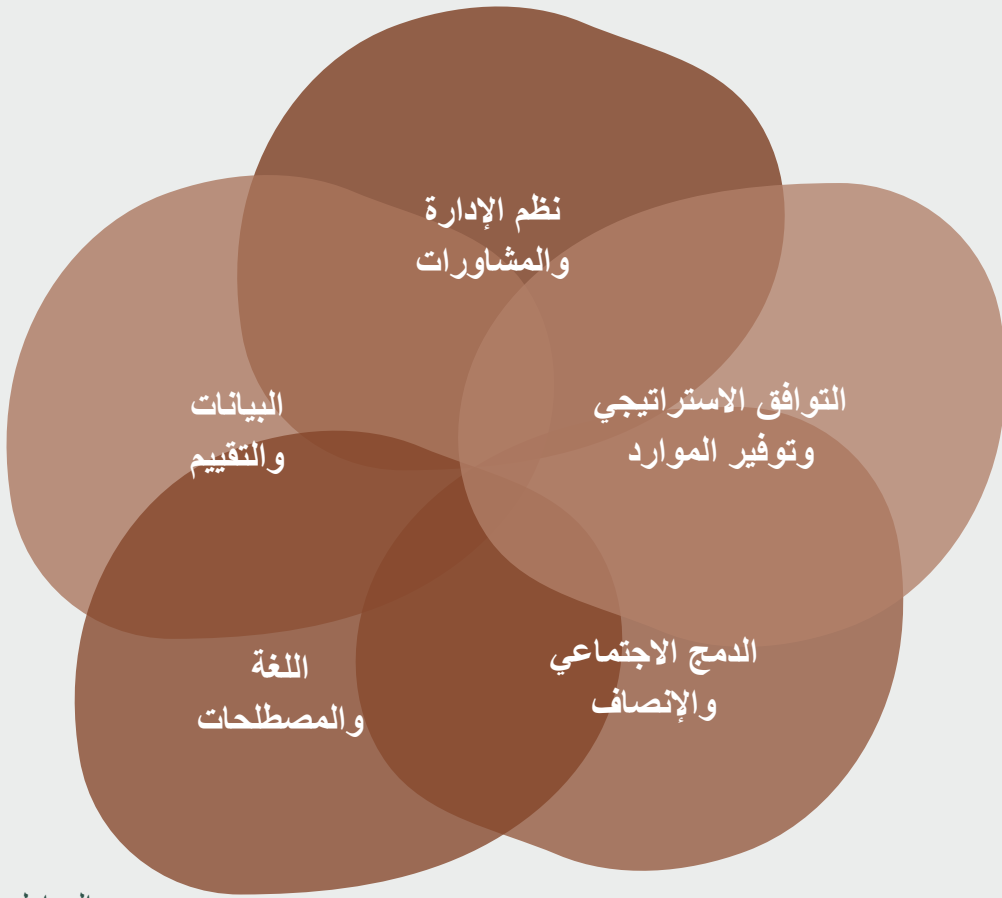 نظم الإدارة
والمشاورات
التوافق الاستراتيجي
وتوفير الموارد
البيانات
والتقييم
الدمج الاجتماعي
والإنصاف
اللغة
والمصطلحات